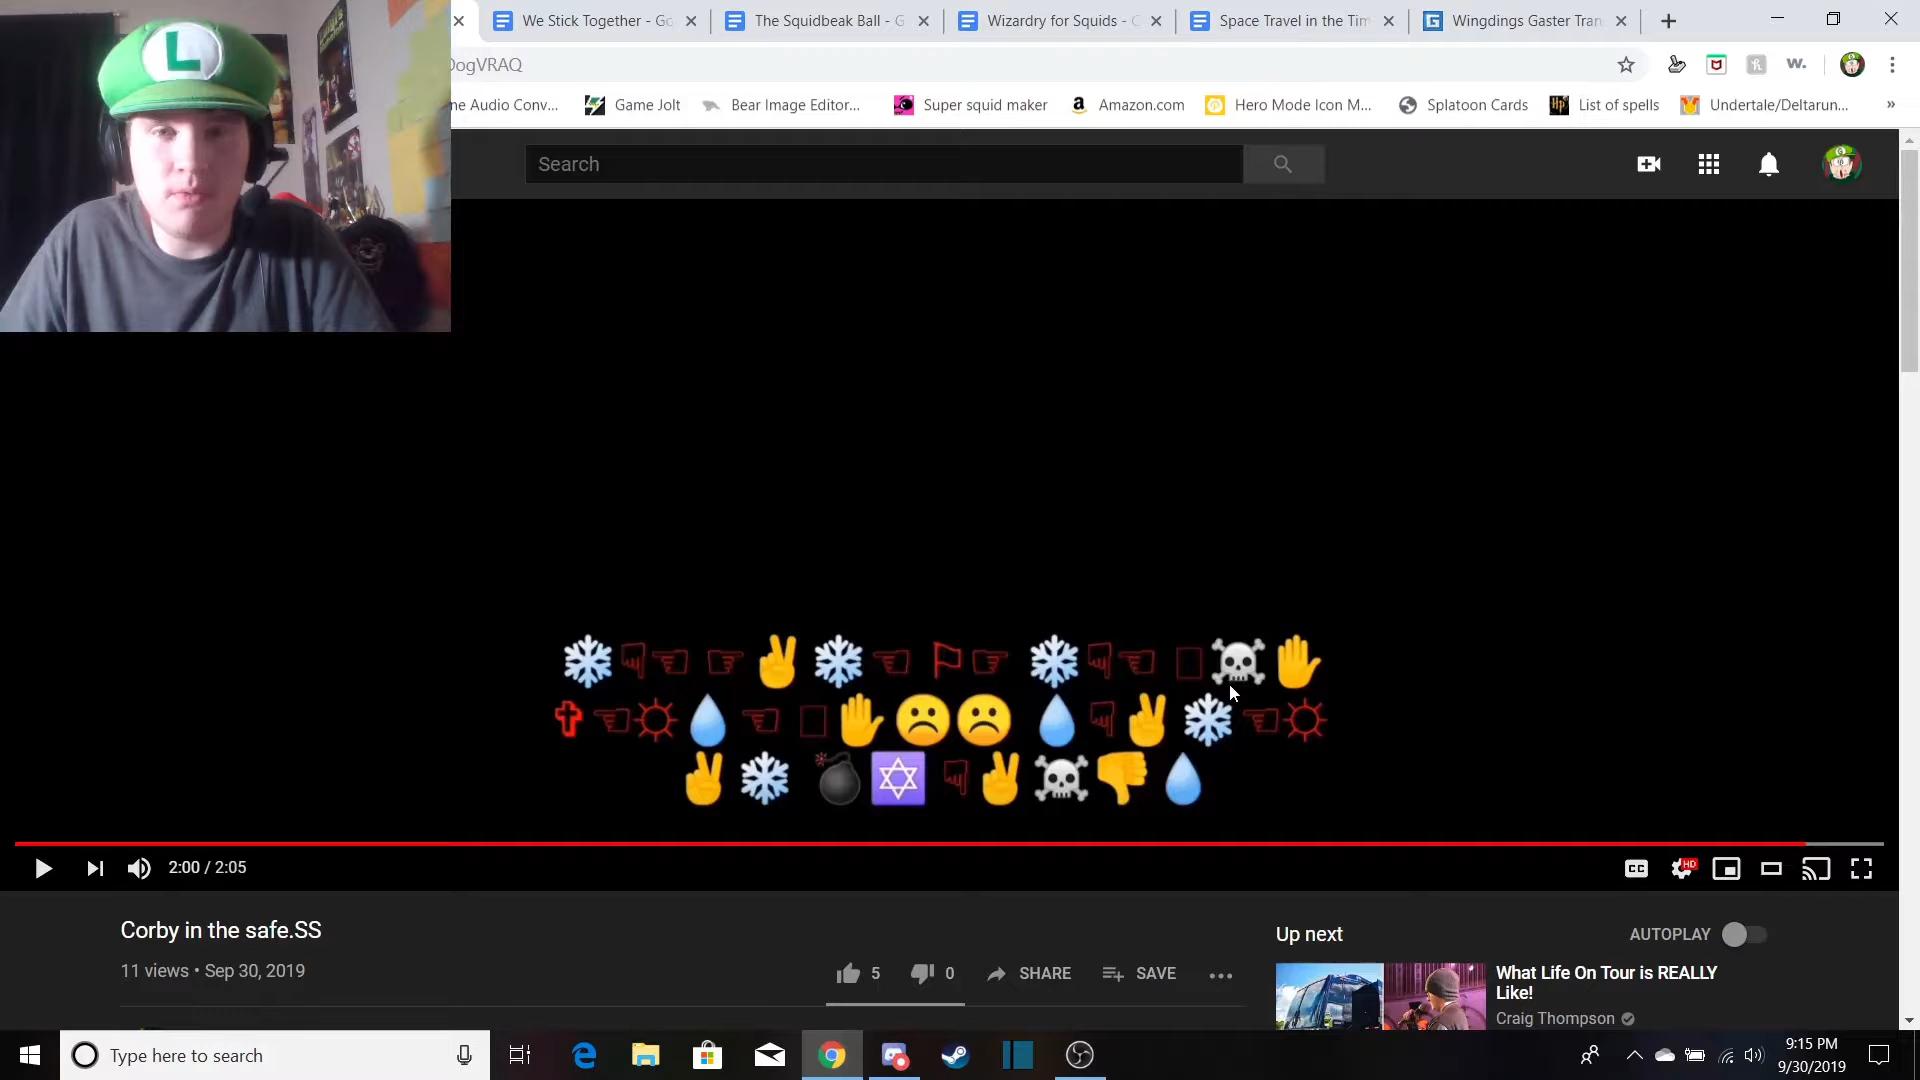 We Stick Together - Go
The Squidbeak Ball - G
Wizardry for Squids - 
Space Travel in the Tim
Wingdings Gaster Tran
DogVRAQ
ne Audio Conv...
Game Jolt
Bear Image Editor...
Super squid maker
Amazon.com
Hero Mode Icon M...
Splatoon Cards
List of spells
Undertale/Deltarun...
»
L
Search
❄☟☜ ☞✌❄☜ ⚐☞ ❄☟☜ □☠✋
✞☜☼💧☜ □✋☹☹ 💧☟✌❄☜☼
✌❄ 💣✡ ☟✌☠👎💧
2:00 / 2:05
CC
HD
Corby in the safe.SS
11 views • Sep 30, 2019
5
0
SHARE
SAVE
Up next
AUTOPLAY
What Life On Tour is REALLY
Like!
Craig Thompson
Type here to search
9:15 PM
9/30/2019